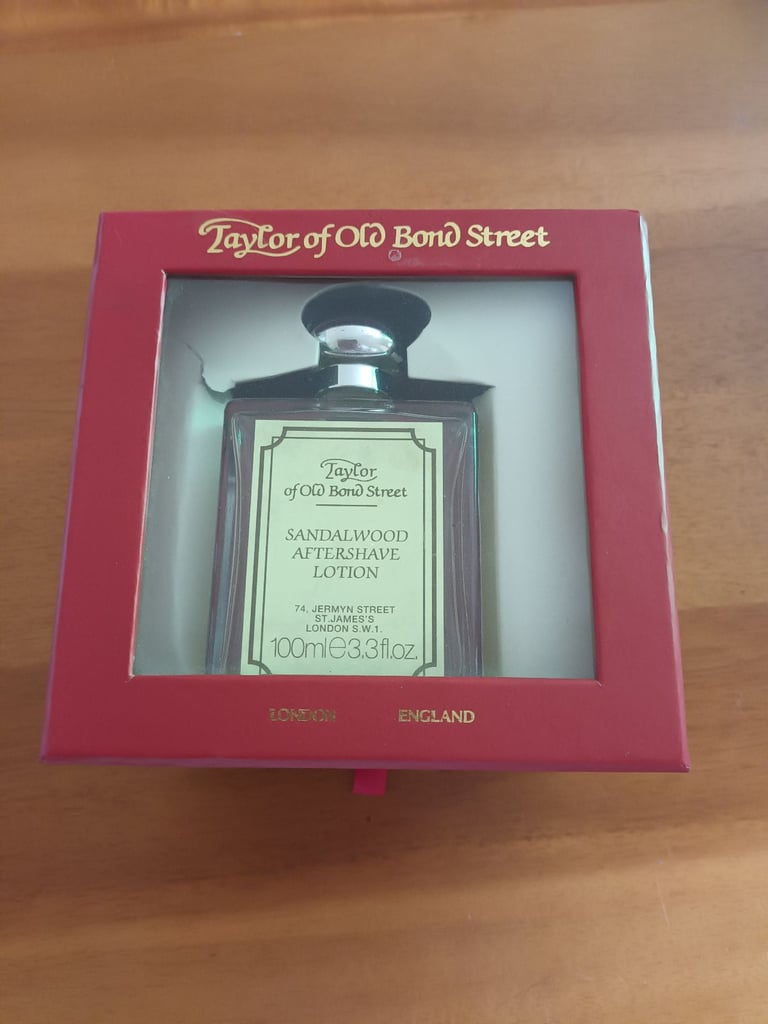 Taylor of Old Bond Street
Taylor
of Old Bond Street
SANDALWOOD
AFTERSHAVE
LOTION
74, JERMYN STREET
ST.JAMES'S
LONDON S.W.1.
100ml e 3.3fl.oz.
LONDON ENGLAND